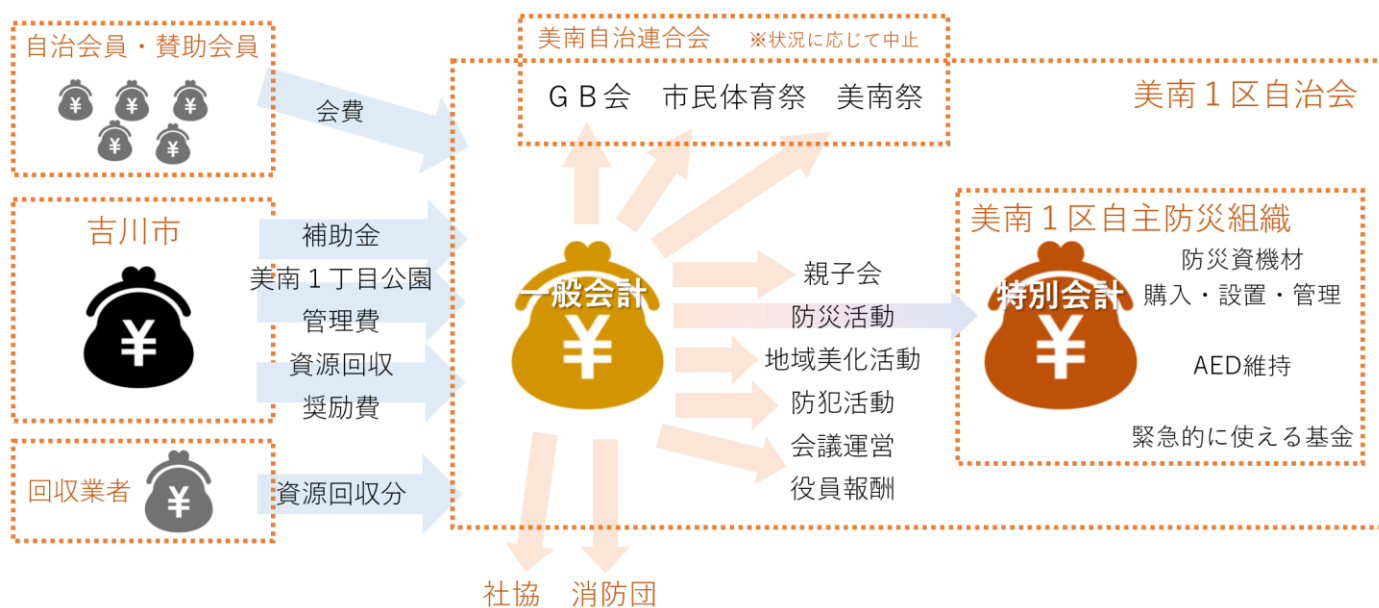 自治会員・賛助会員
¥
¥
¥
¥
¥
会費
吉川市
¥
補助金
美南１丁目公園
管理費
資源回収
奨励費
回収業者
¥
資源回収分
美南自治連合会 ※状況に応じて中止
ＧＢ会 市民体育祭 美南祭
美南１区自治会
一般会計
¥
親子会
防災活動
地域美化活動
防犯活動
会議運営
役員報酬
美南１区自主防災組織
特別会計
¥
防災資機材
購入・設置・管理
AED維持
緊急的に使える基金
社協 消防団